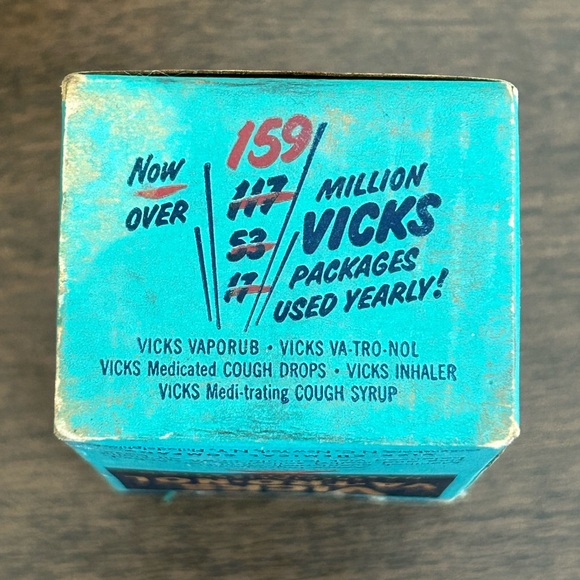 Now OVER
159
117
53
17
MILLION
VICKS
PACKAGES
USED YEARLY!
VICKS VAPORUB • VICKS VA-TRO-NOL
VICKS Medicated COUGH DROPS • VICKS INHALER
VICKS Medi-trating COUGH SYRUP